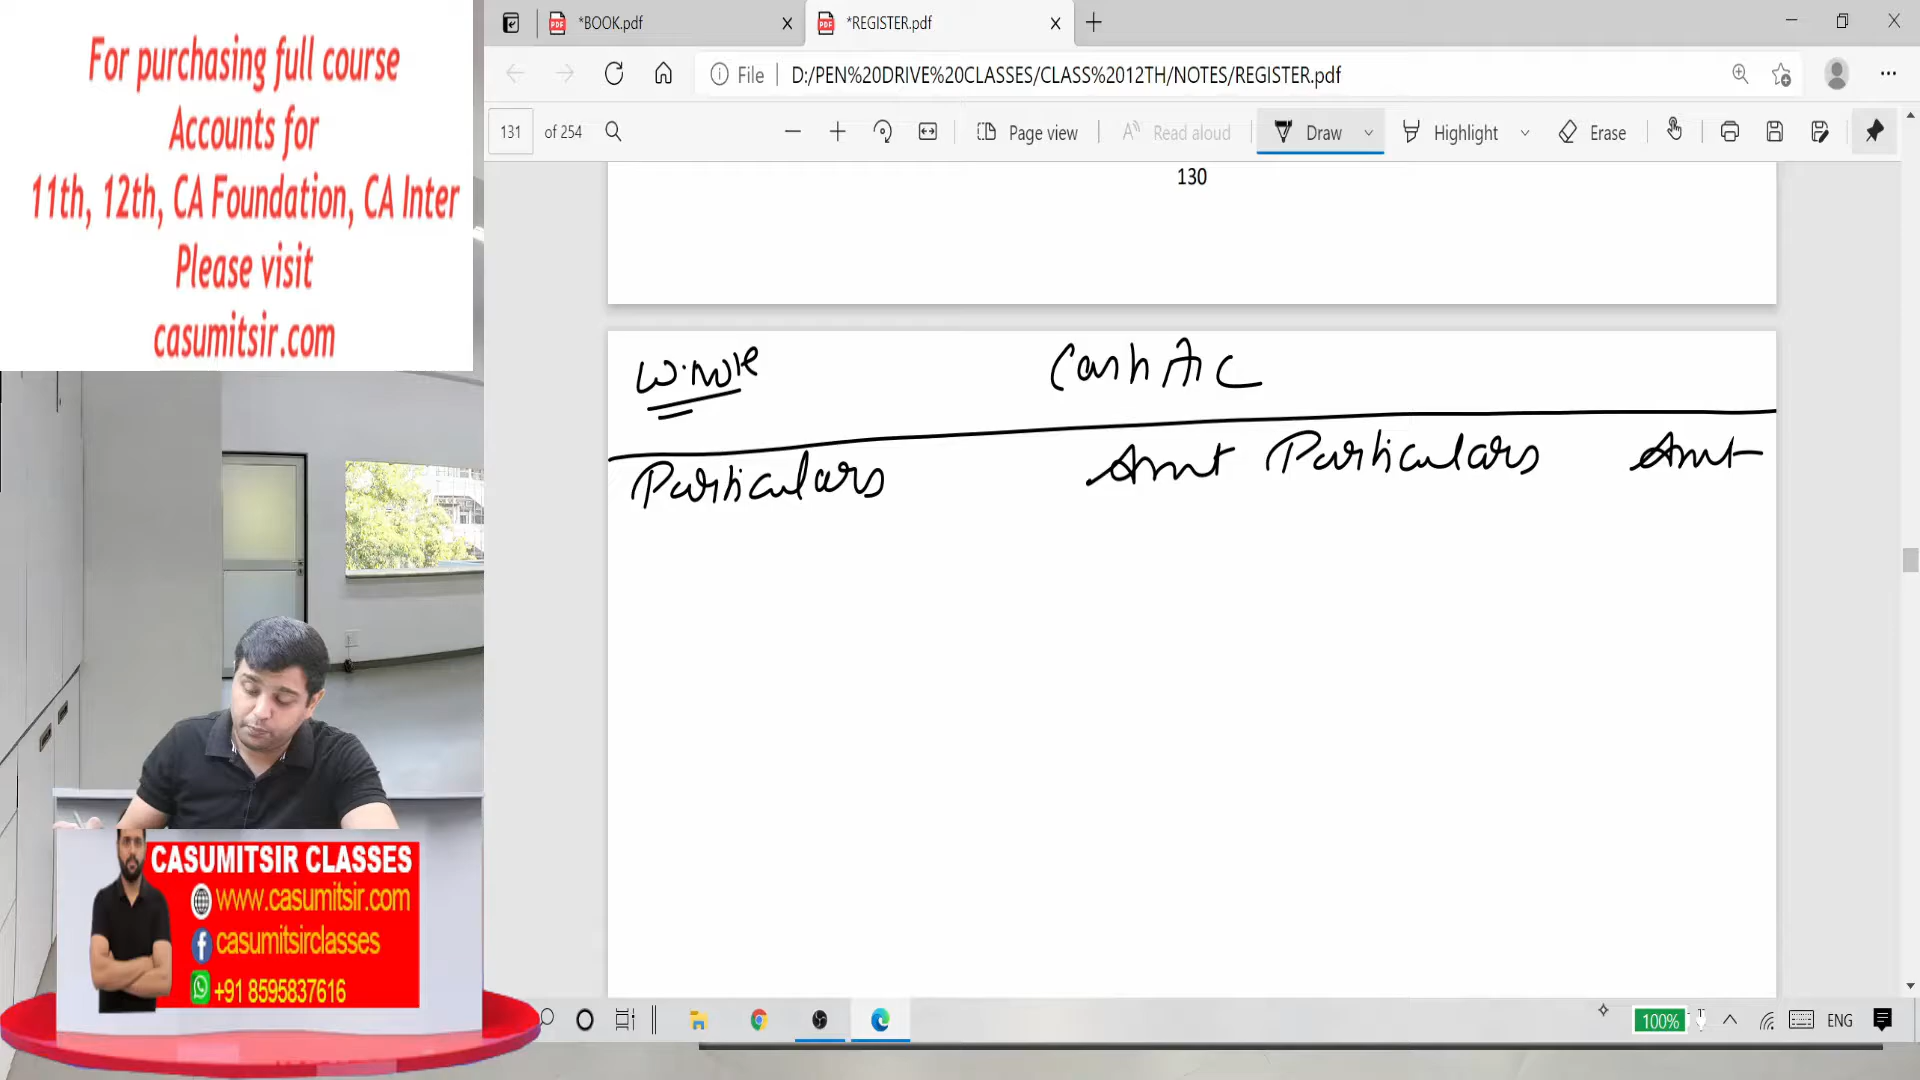 For purchasing full course
Accounts for
11th, 12th, CA Foundation, CA Inter
Please visit
casumitsir.com
*BOOK.pdf
*REGISTER.pdf
File
D:/PEN%20DRIVE%20CLASSES/CLASS%2012TH/NOTES/REGISTER.pdf
131 of 254
Page view
Read aloud
Draw
Highlight
Erase
130
W.Note
Cash A/c
Particulars Amt Particulars Amt
CASUMITSIR CLASSES
www.casumitsir.com
casumitsirclasses
+91 8595837616
100%
ENG